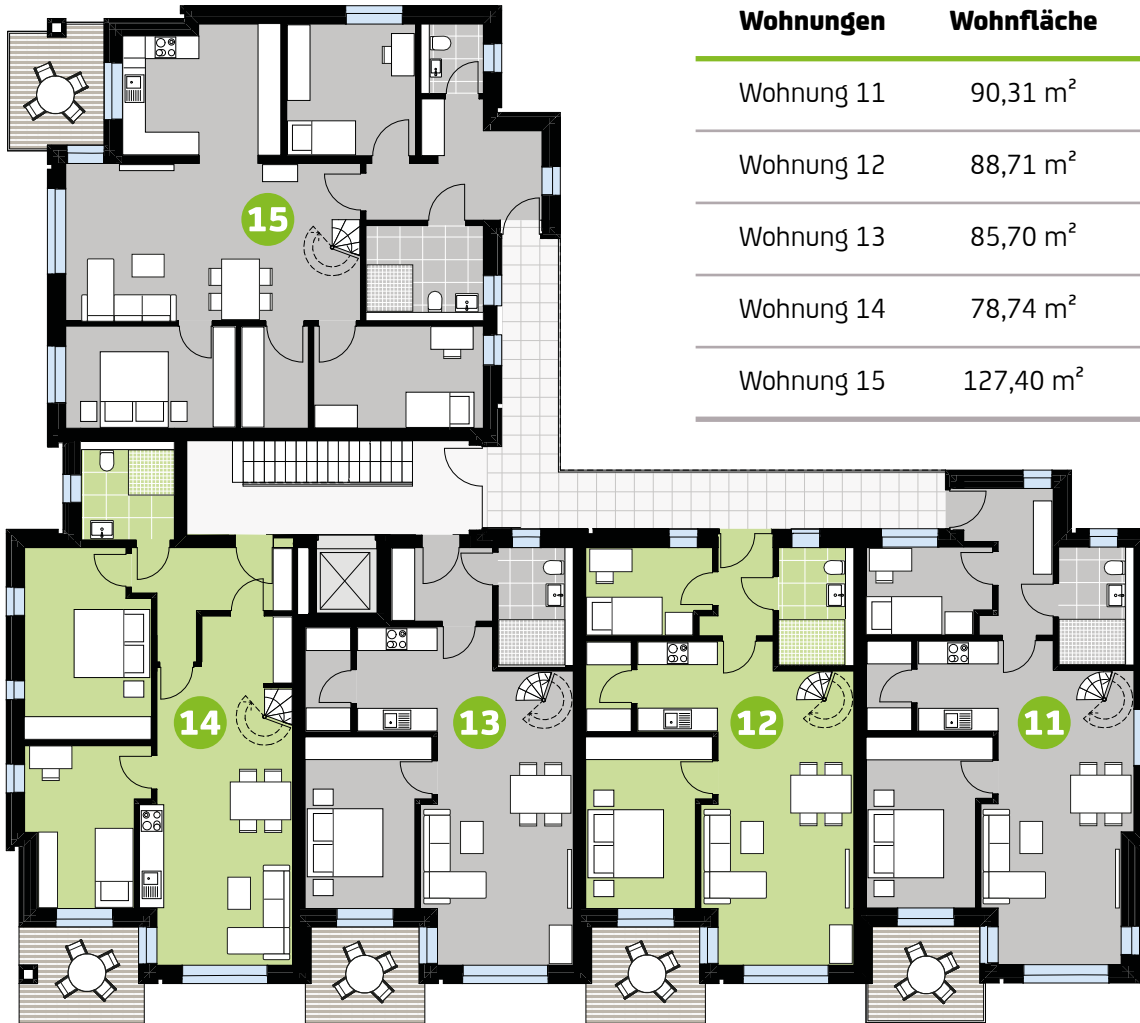 Wohnungen Wohnfläche
Wohnung 11 90,31 m²
Wohnung 12 88,71 m²
Wohnung 13 85,70 m²
Wohnung 14 78,74 m²
Wohnung 15 127,40 m²
15
14
13
12
11